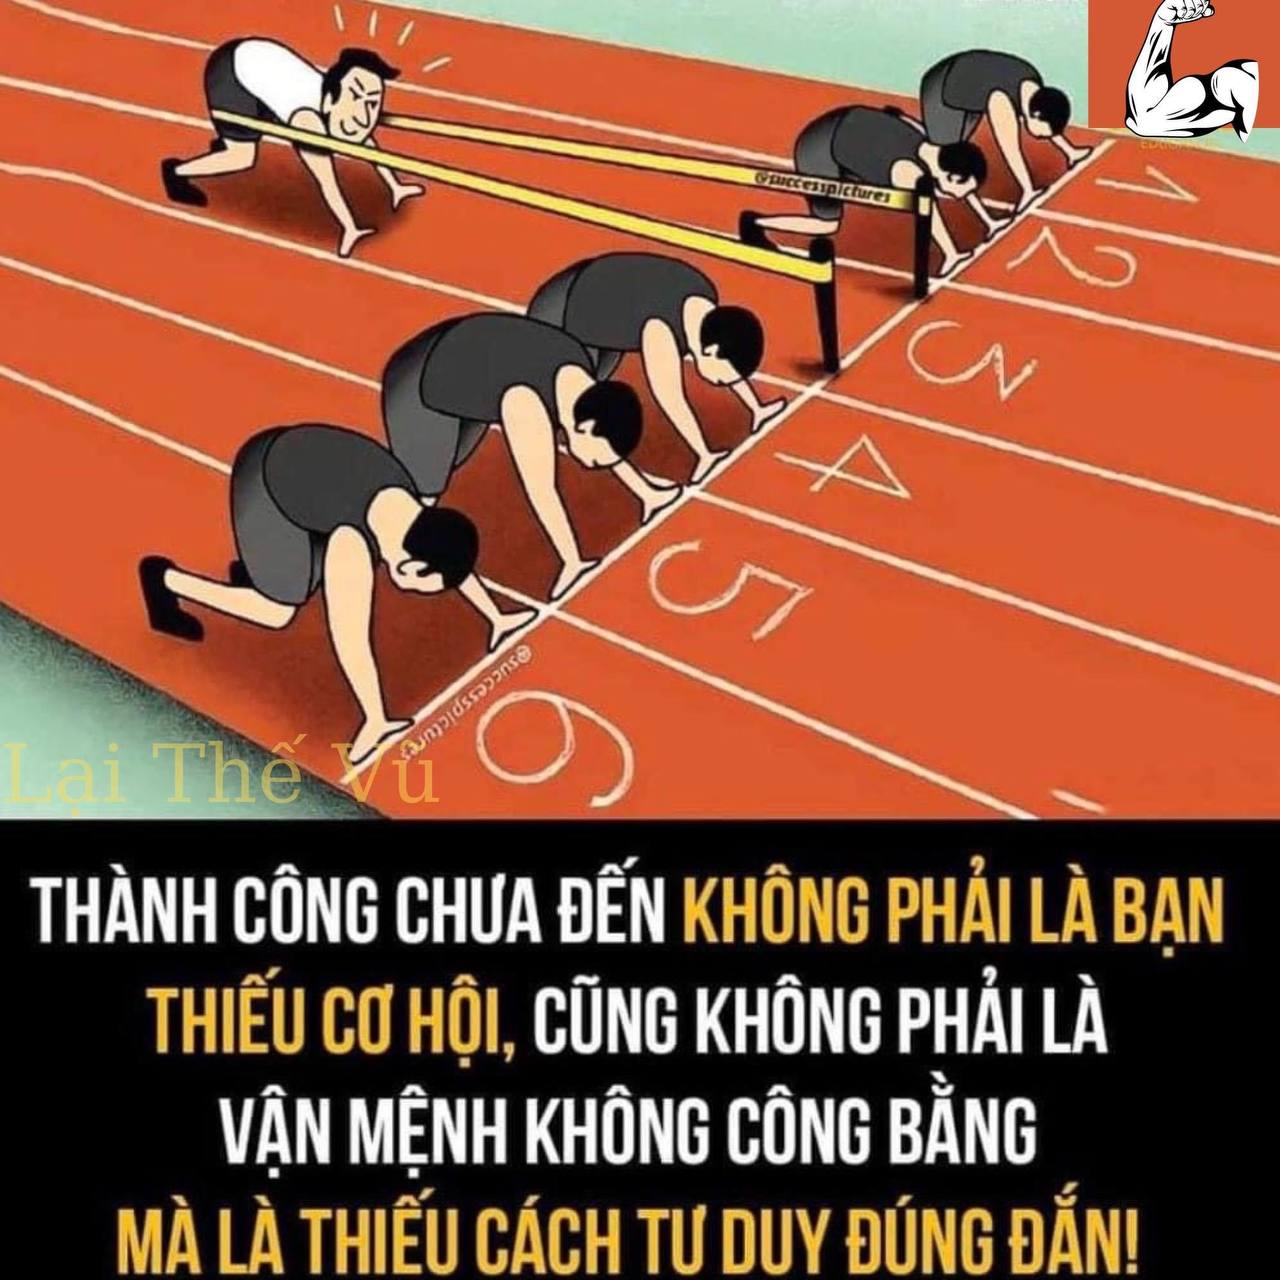 @successpictures
1
2
3
4
5
6
@successpictures
Lại Thế Vũ
THÀNH CÔNG CHƯA ĐẾN KHÔNG PHẢI LÀ BẠN
THIẾU CƠ HỘI, CŨNG KHÔNG PHẢI LÀ
VẬN MỆNH KHÔNG CÔNG BẰNG
MÀ LÀ THIẾU CÁCH TƯ DUY ĐÚNG ĐẮN!